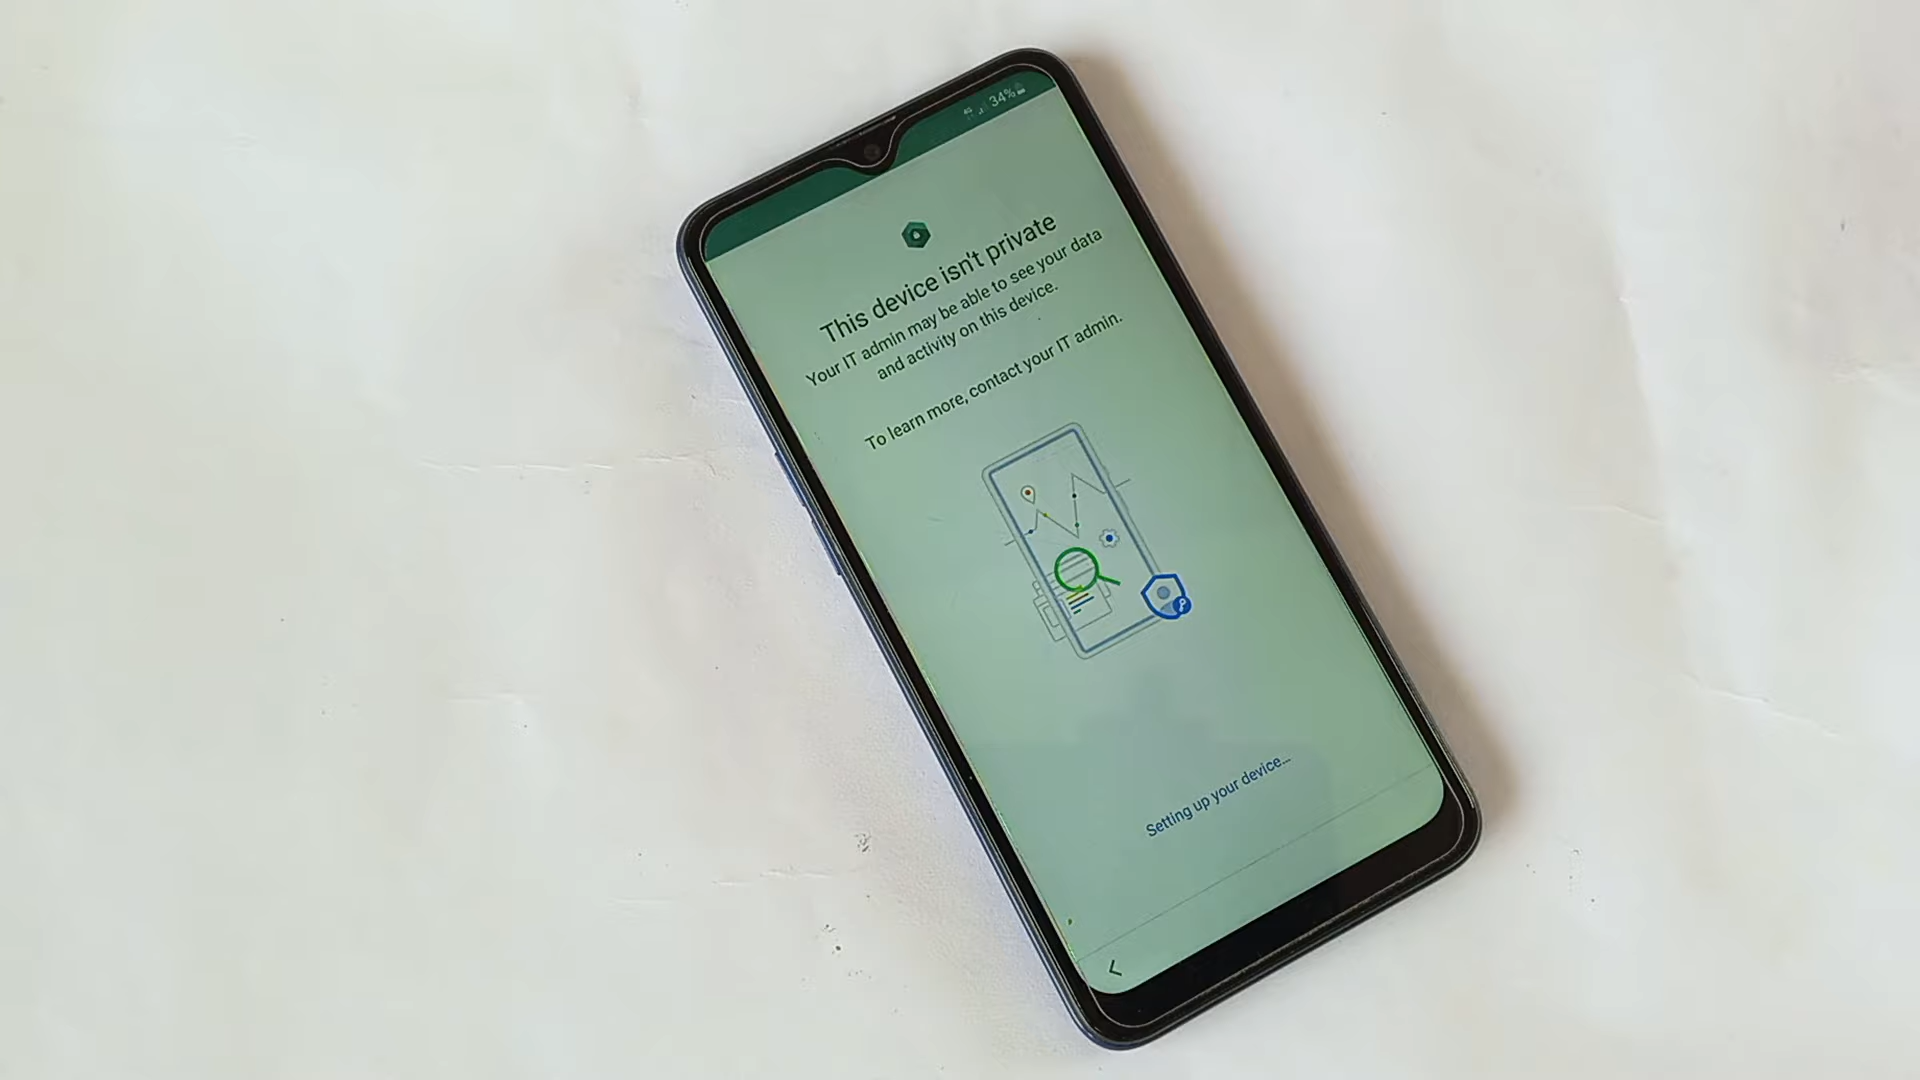 34%
This device isn't private
Your IT admin may be able to see your data
and activity on this device.
To learn more, contact your IT admin.
Setting up your device...